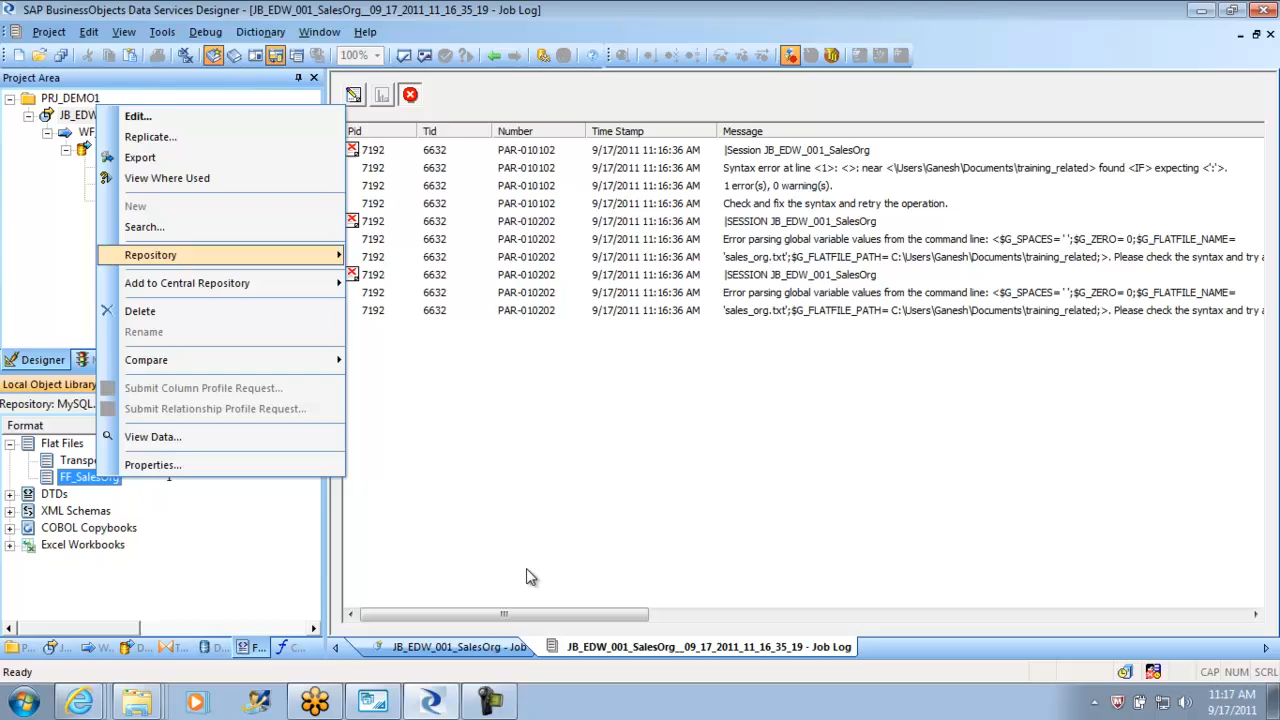 SAP BusinessObjects Data Services Designer - [JB_EDW_001_SalesOrg__09_17_2011_11_16_35_19 - Job Log]
Project Edit View Tools Debug Dictionary Window Help
100%
Project Area
PRJ_DEMO1
JB_EDW
WF_
Edit...
Replicate...
Export
View Where Used
New
Search...
Repository
Add to Central Repository
Delete
Rename
Compare
Submit Column Profile Request...
Submit Relationship Profile Request...
View Data...
Properties...
Pid Tid Number Time Stamp Message
7192 6632 PAR-010102 9/17/2011 11:16:36 AM |Session JB_EDW_001_SalesOrg
7192 6632 PAR-010102 9/17/2011 11:16:36 AM Syntax error at line <1>: <>: near <\Users\Ganesh\Documents\training_related> found <IF> expecting <':'>.
7192 6632 PAR-010102 9/17/2011 11:16:36 AM 1 error(s), 0 warning(s).
7192 6632 PAR-010102 9/17/2011 11:16:36 AM Check and fix the syntax and retry the operation.
7192 6632 PAR-010202 9/17/2011 11:16:36 AM |SESSION JB_EDW_001_SalesOrg
7192 6632 PAR-010202 9/17/2011 11:16:36 AM Error parsing global variable values from the command line: <$G_SPACES= ' ';$G_ZERO= 0;$G_FLATFILE_NAME=
7192 6632 PAR-010202 9/17/2011 11:16:36 AM 'sales_org.txt';$G_FLATFILE_PATH= C:\Users\Ganesh\Documents\training_related;>. Please check the syntax and try a
7192 6632 PAR-010202 9/17/2011 11:16:36 AM |SESSION JB_EDW_001_SalesOrg
7192 6632 PAR-010202 9/17/2011 11:16:36 AM Error parsing global variable values from the command line: <$G_SPACES= ' ';$G_ZERO= 0;$G_FLATFILE_NAME=
7192 6632 PAR-010202 9/17/2011 11:16:36 AM 'sales_org.txt';$G_FLATFILE_PATH= C:\Users\Ganesh\Documents\training_related;>. Please check the syntax and try a
Designer
Local Object Library
Repository: MySQL.
Format
Flat Files
Transpo
FF_SalesOrg 1
DTDs
XML Schemas
COBOL Copybooks
Excel Workbooks
P... J... W... D... T... D... F... C...
JB_EDW_001_SalesOrg - Job JB_EDW_001_SalesOrg__09_17_2011_11_16_35_19 - Job Log
Ready
CAP NUM SCRL
11:17 AM
9/17/2011